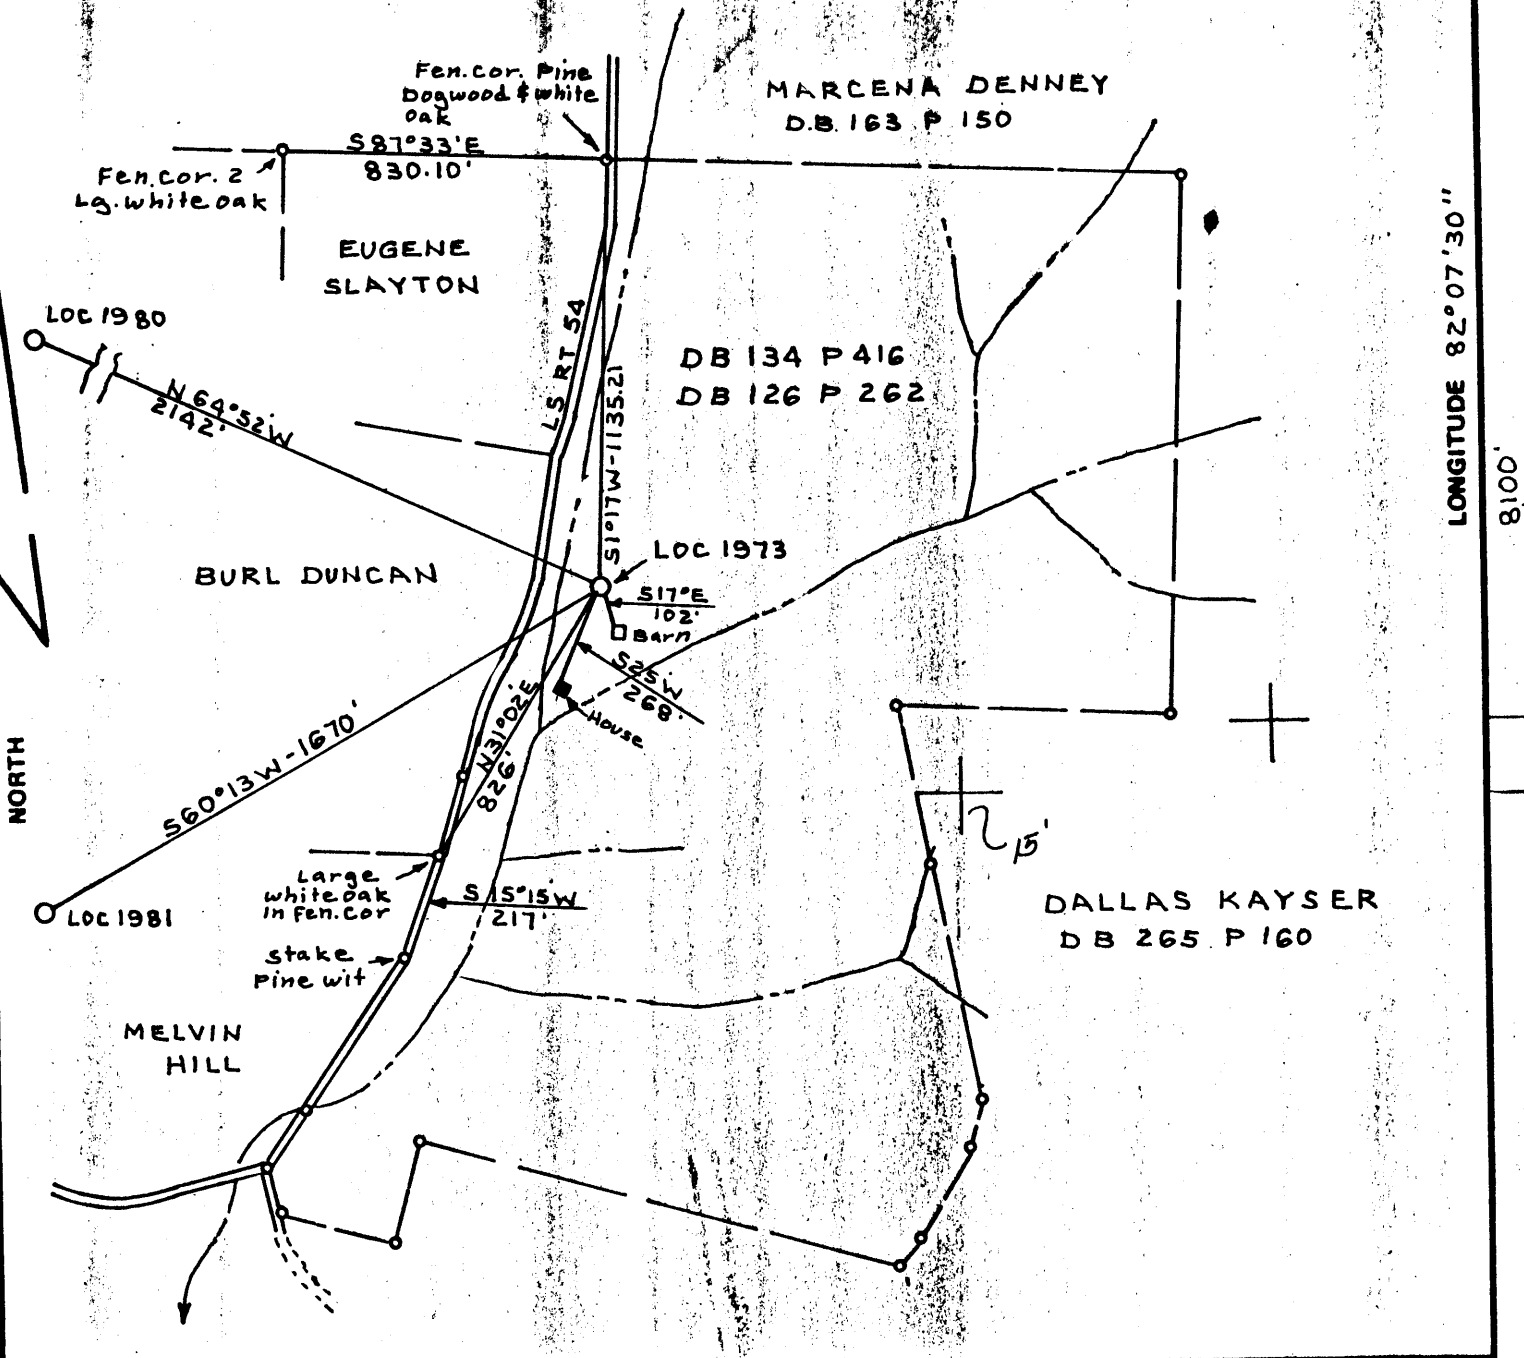 Fen.cor. Pine
Dogwood & white
oak
MARCENA DENNEY
D.B. 163 P 150
S87°33'E
830.10'
Fen.cor. 2
Lg. white oak
EUGENE
SLAYTON
LOC 1980
N 64°52'W
2142'
LS RT 54
S1°17W-1135.21
DB 134 P 416
DB 126 P 262
LONGITUDE 82°07'30"
8100'
LOC 1973
BURL DUNCAN
S17°E
102'
Barn
S25W
268'
House
N31°02'E
826'
S60°13W-1670'
NORTH
LOC 1981
Large
white oak
in Fen.Cor
S 15°15W
217'
15'
DALLAS KAYSER
DB 265 P 160
Stake
Pine wit
MELVIN
HILL